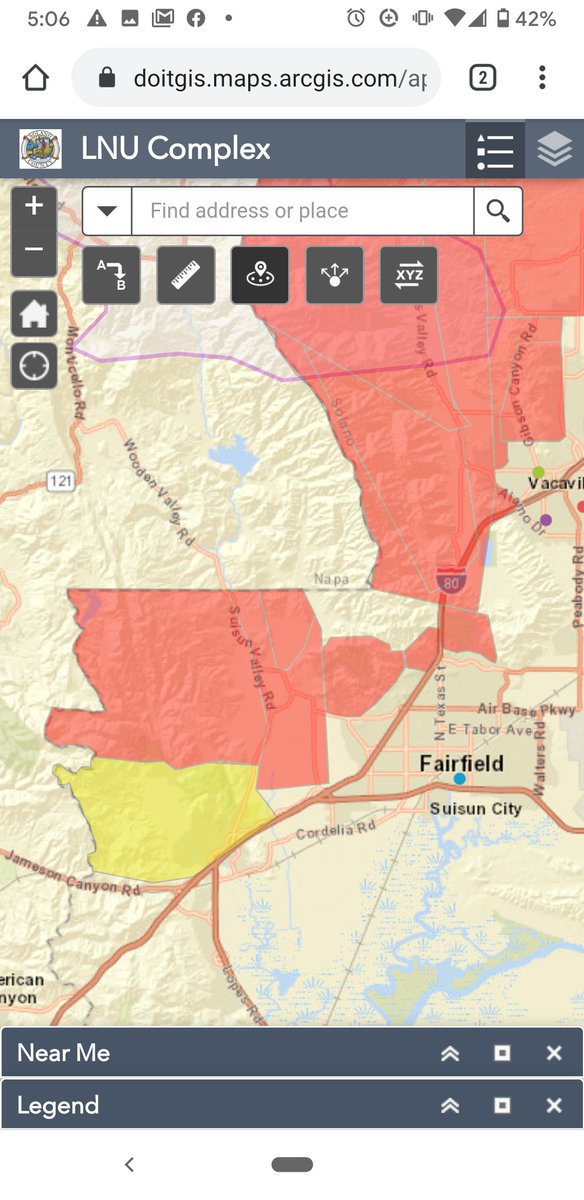 5:06
42%
doitgis.maps.arcgis.com/ap
2
LNU Complex
Find address or place
A
B
XYZ
s Valley Rd
Gibson Canyon Rd
Monticello Rd
Solano
Wooden Valley Rd
121
Vacavil
Alamo Dr
Napa
80
Peabody Rd
Suisun Valley Rd
N Texas St
Air Base Pkwy
E Tabor Ave
Walters Rd
Fairfield
Suisun City
Cordelia Rd
Jameson Canyon Rd
erican
nyon
Lopes Rd
Near Me
Legend